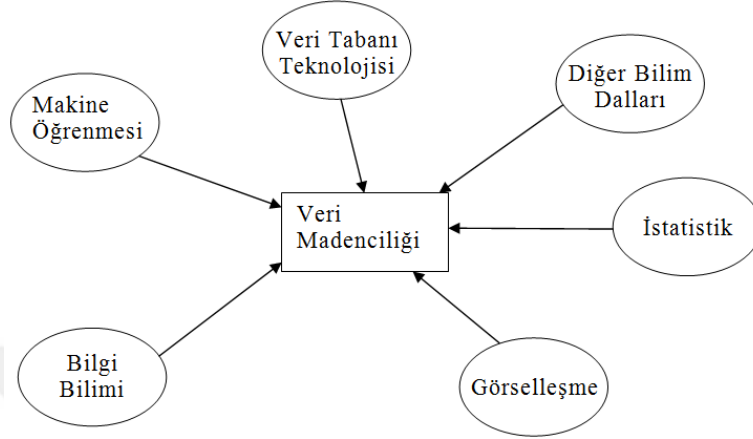 Veri Tabanı
Teknolojisi
Diğer Bilim
Dalları
Makine
Öğrenmesi
Veri
Madenciliği
İstatistik
Bilgi
Bilimi
Görselleşme